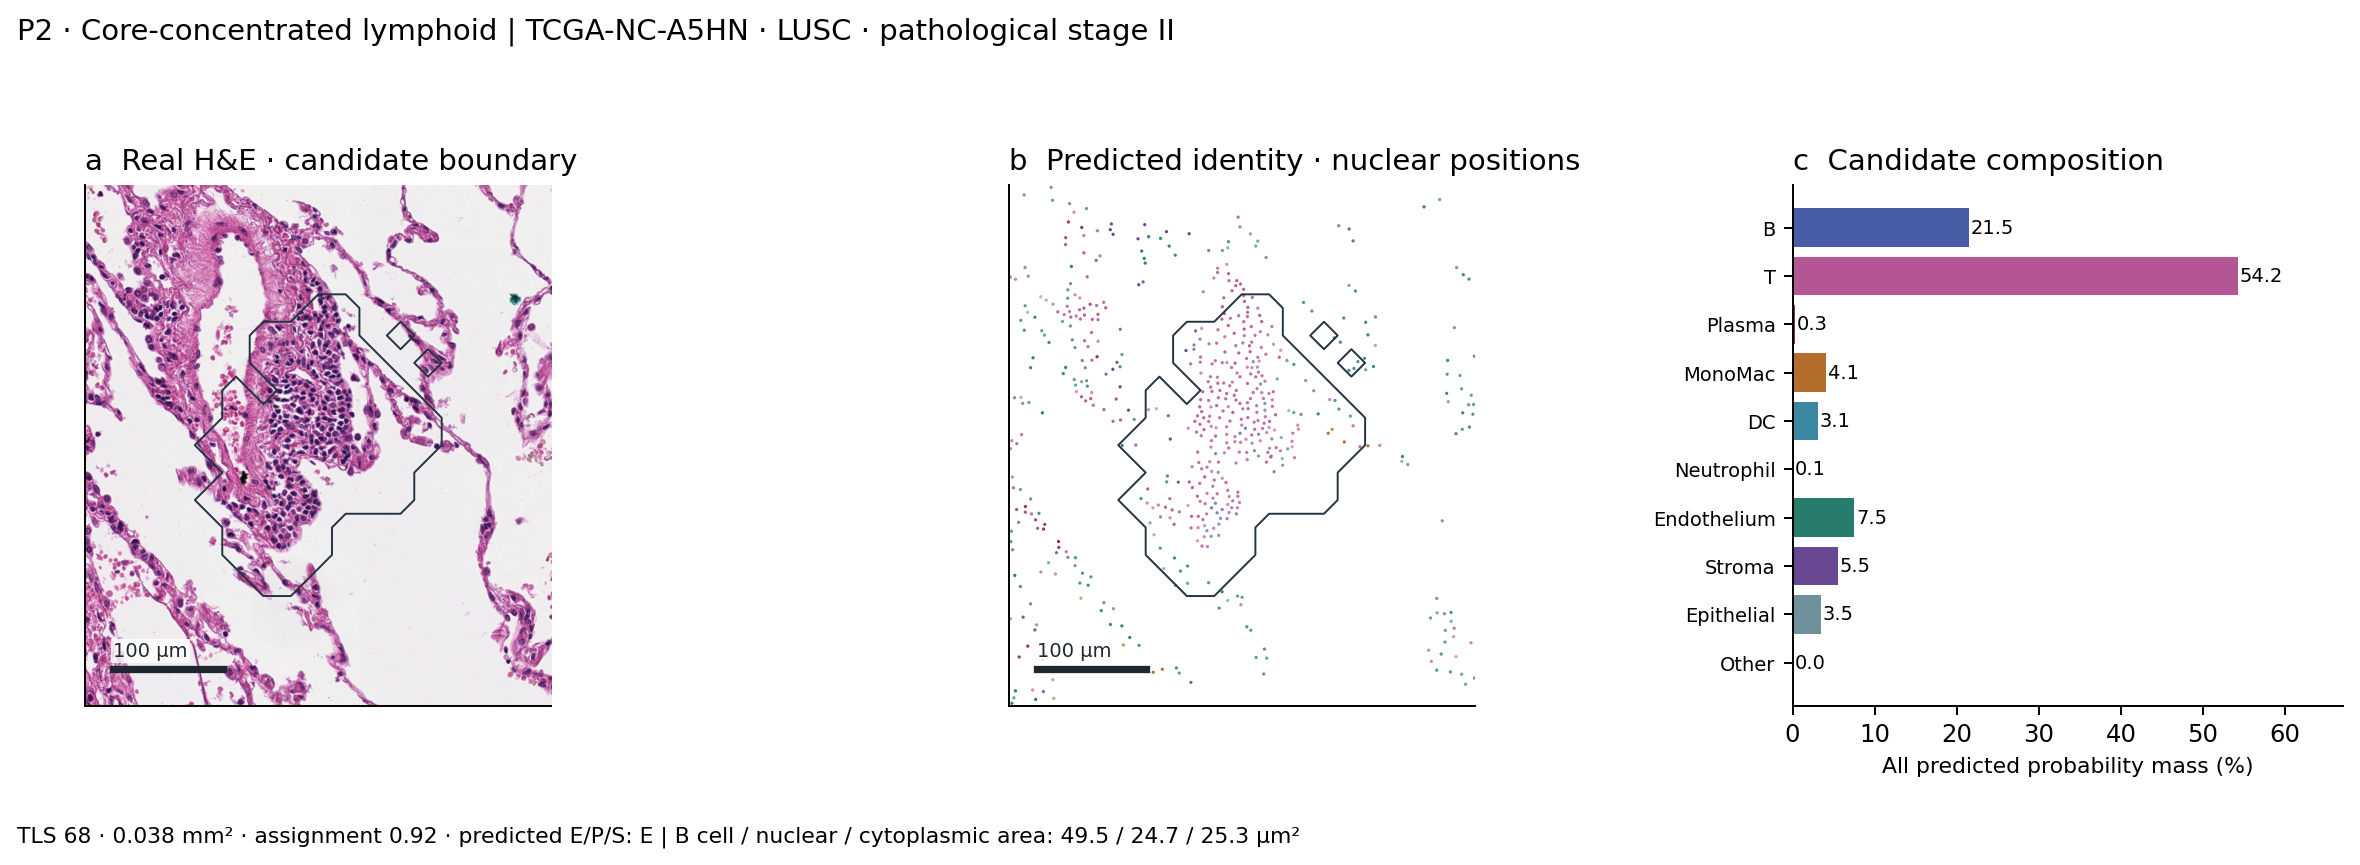 P2 · Core-concentrated lymphoid | TCGA-NC-A5HN · LUSC · pathological stage II
a Real H&E · candidate boundary
100 µm
b Predicted identity · nuclear positions
100 µm
c Candidate composition
B 21.5
T 54.2
Plasma 0.3
MonoMac 4.1
DC 3.1
Neutrophil 0.1
Endothelium 7.5
Stroma 5.5
Epithelial 3.5
Other 0.0
0 10 20 30 40 50 60
All predicted probability mass (%)
TLS 68 · 0.038 mm² · assignment 0.92 · predicted E/P/S: E | B cell / nuclear / cytoplasmic area: 49.5 / 24.7 / 25.3 µm²